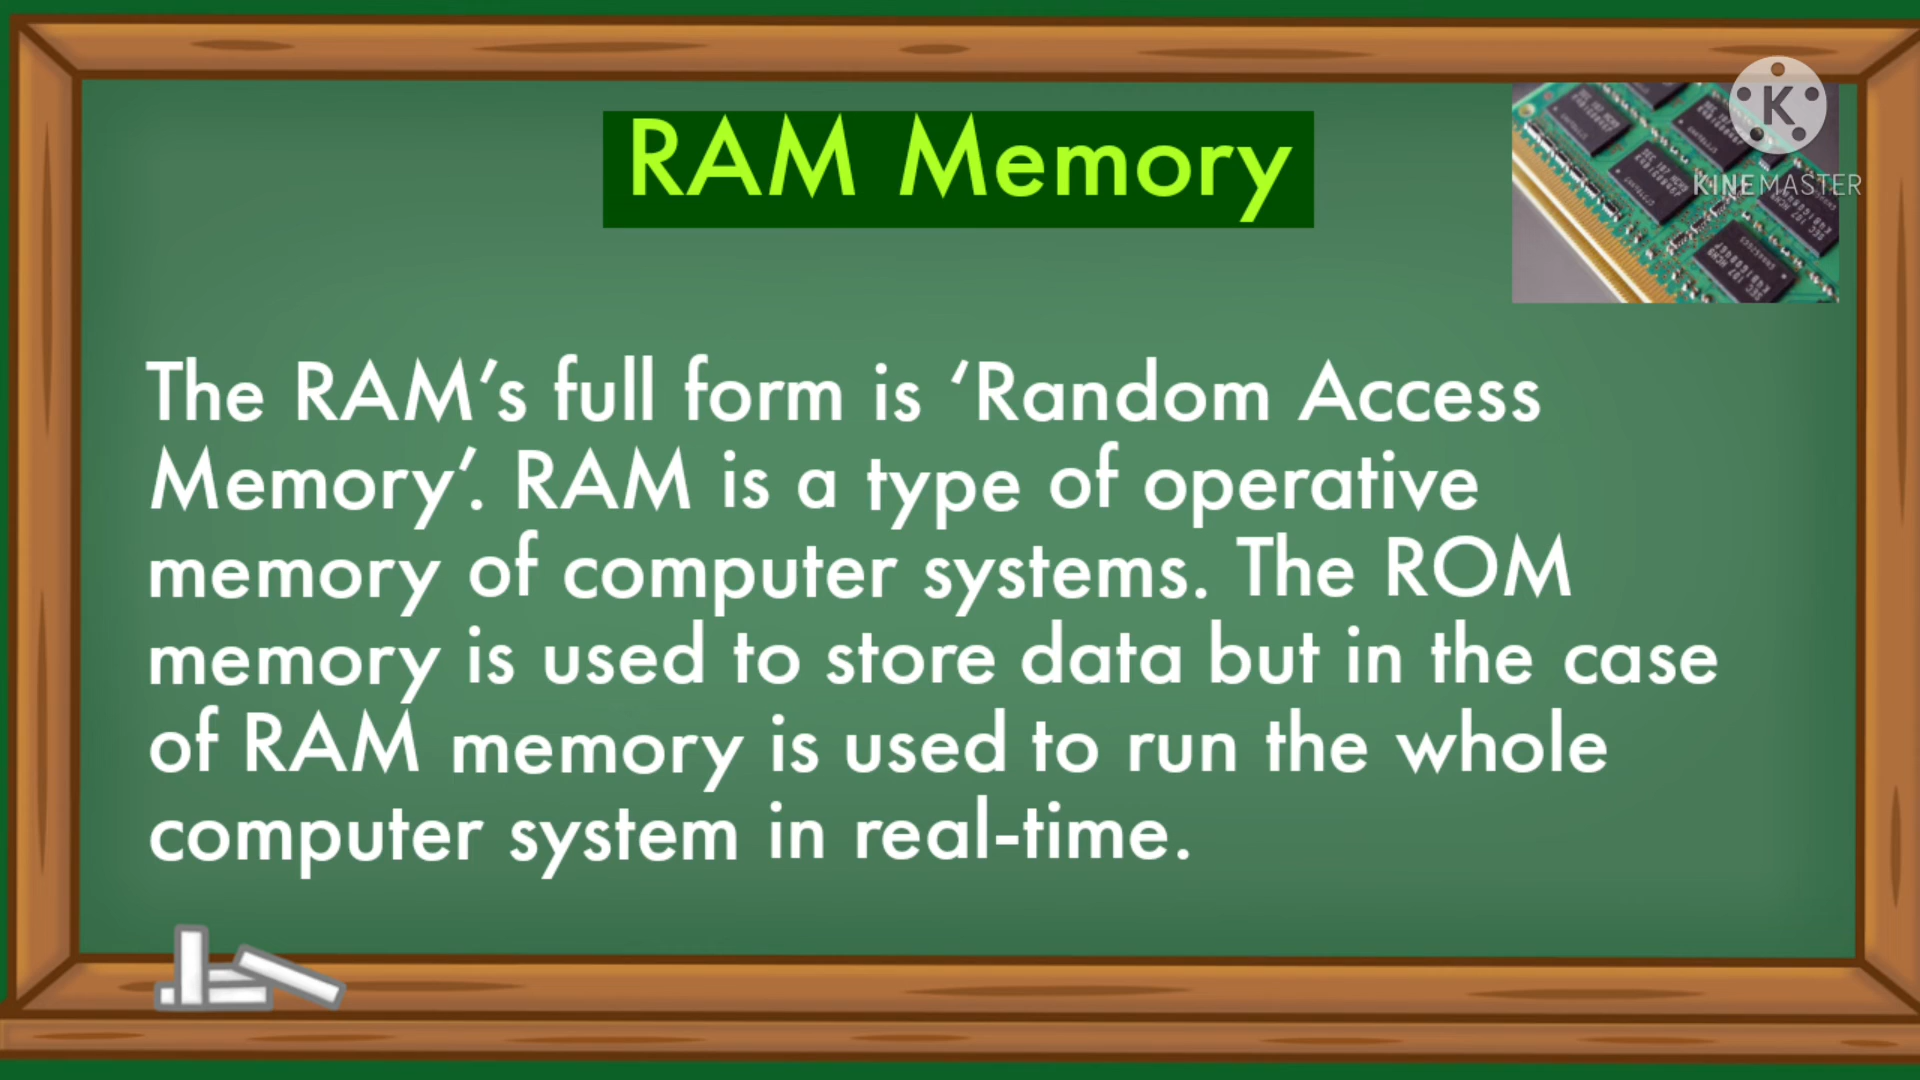 RAM Memory
K
KINEMASTER
The RAM’s full form is ‘Random Access
Memory’. RAM is a type of operative
memory of computer systems. The ROM
memory is used to store data but in the case
of RAM memory is used to run the whole
computer system in real-time.